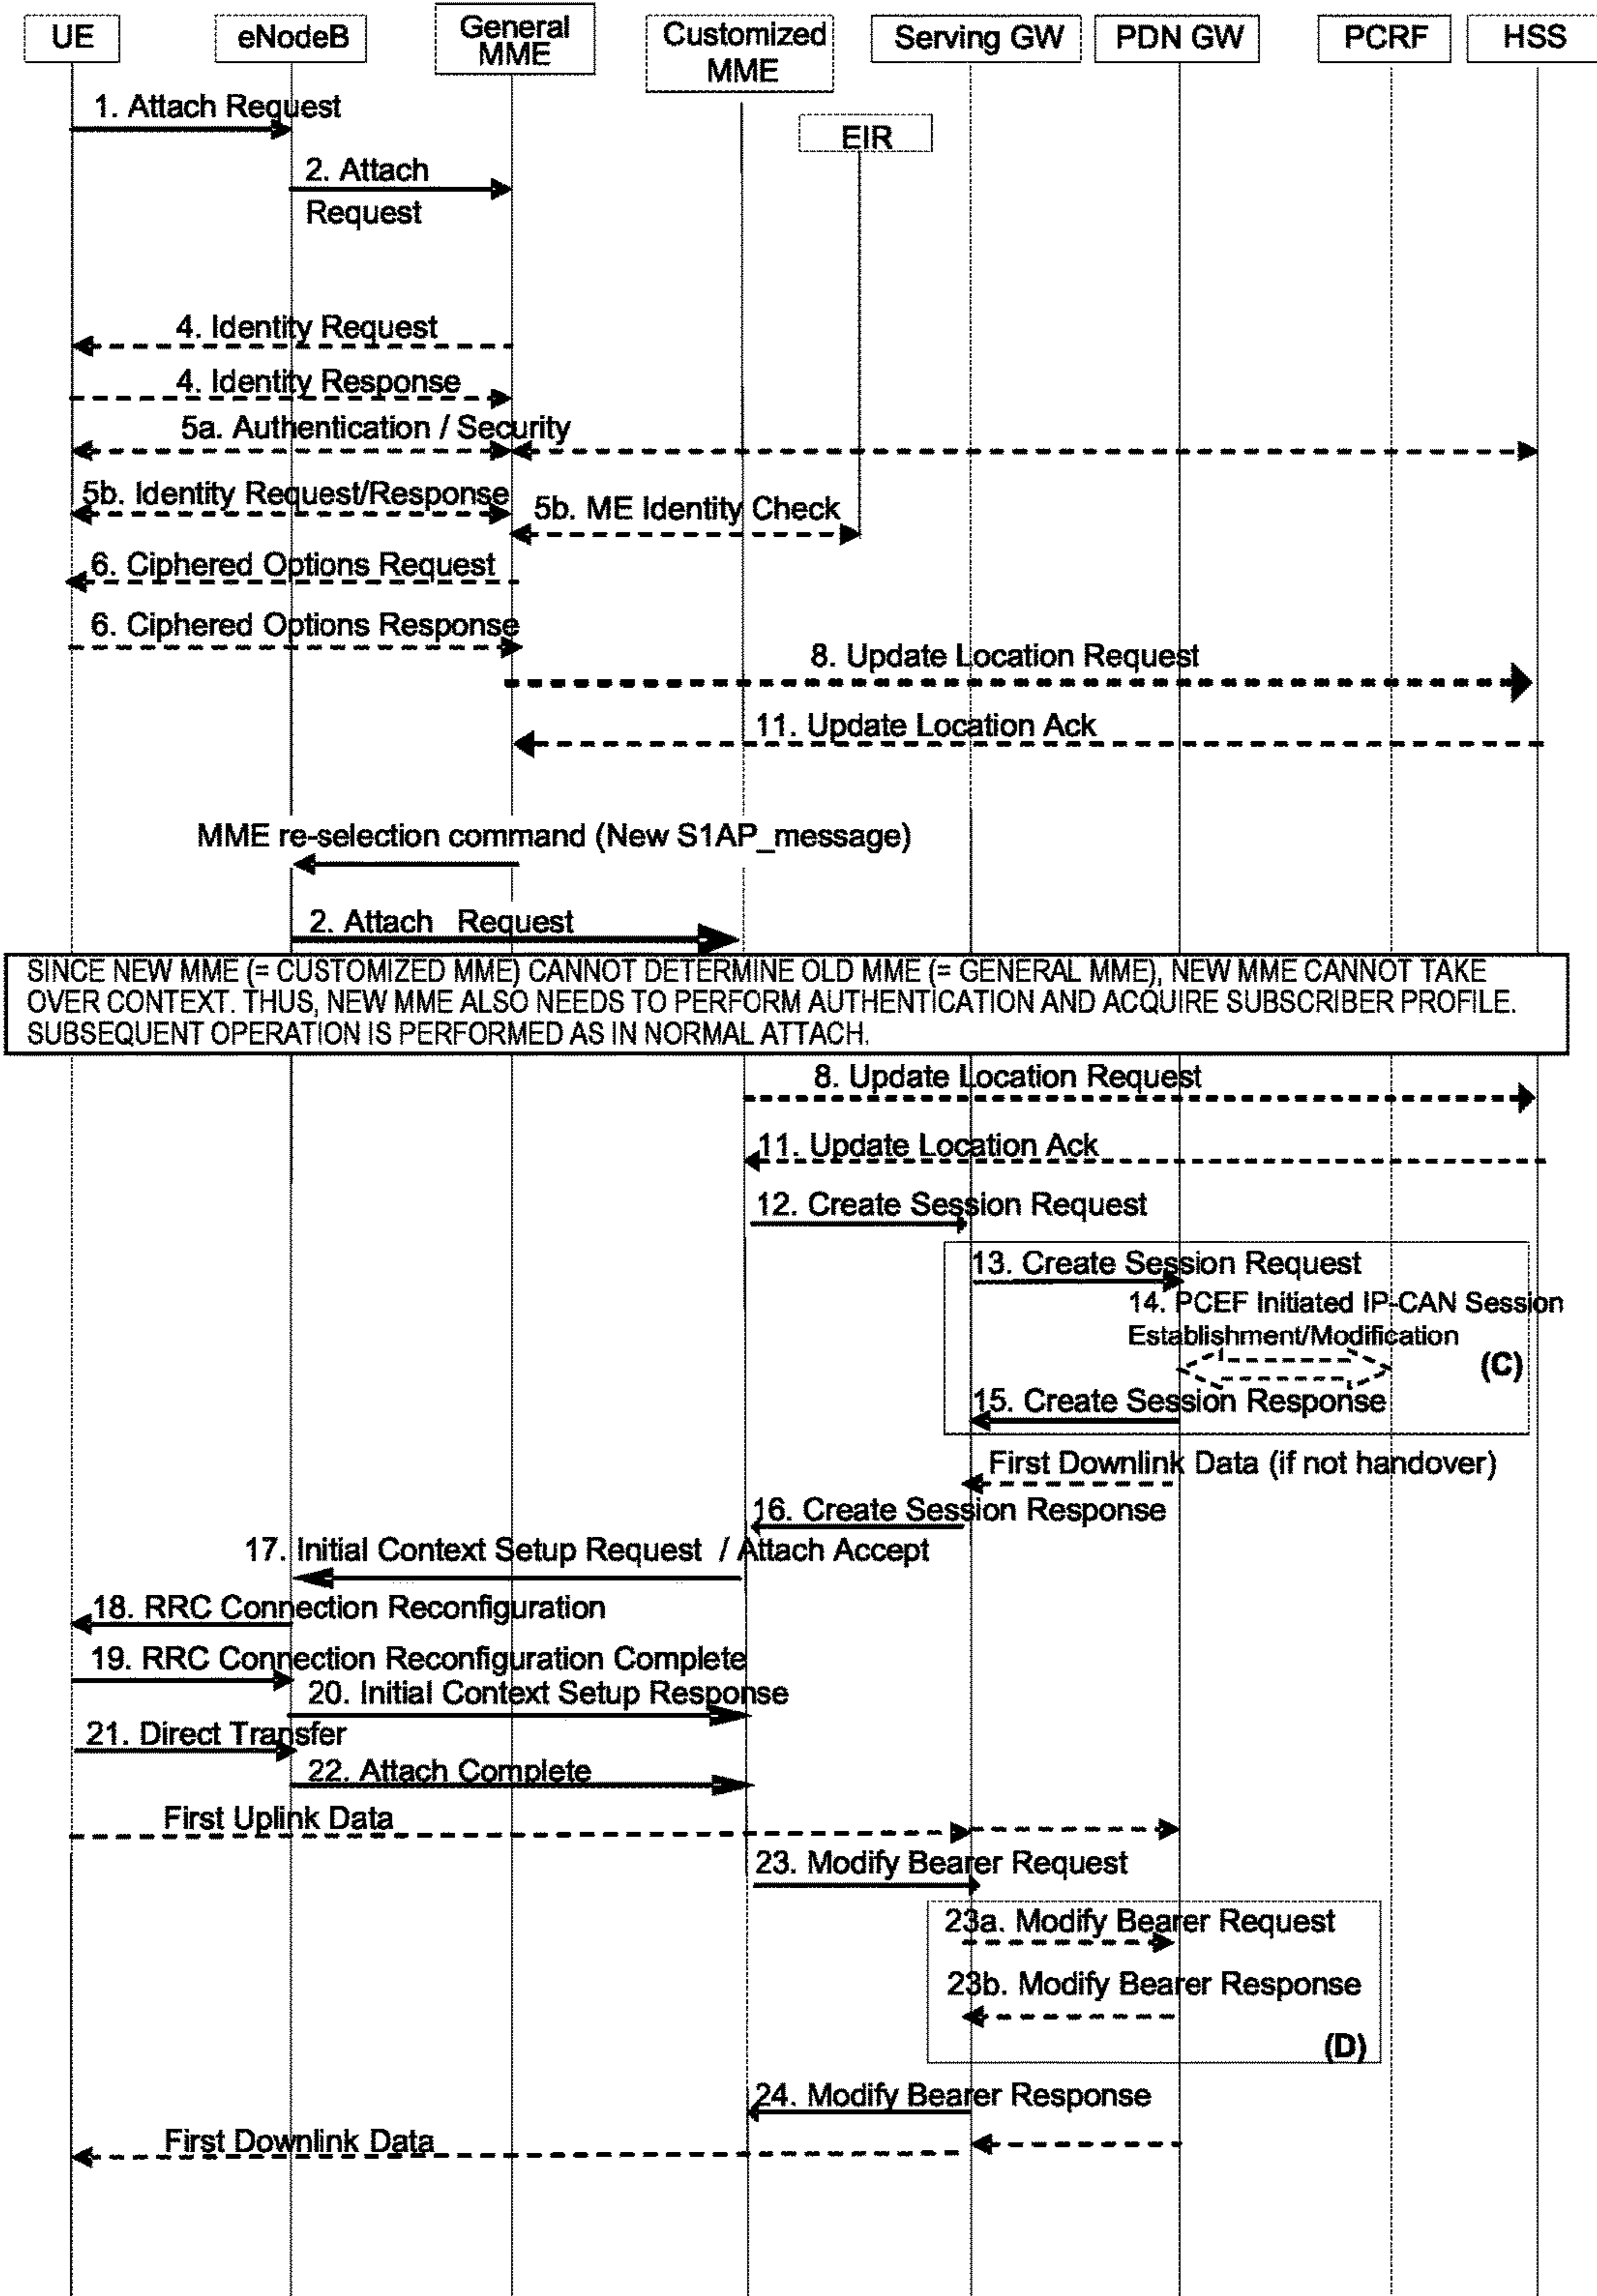 UE
eNodeB
General
MME
Customized
MME
Serving GW
PDN GW
PCRF
HSS
EIR
1. Attach Request
2. Attach
Request
4. Identity Request
4. Identity Response
5a. Authentication / Security
5b. Identity Request/Response
5b. ME Identity Check
6. Ciphered Options Request
6. Ciphered Options Response
8. Update Location Request
11. Update Location Ack
MME re-selection command (New S1AP_message)
2. Attach Request
SINCE NEW MME (= CUSTOMIZED MME) CANNOT DETERMINE OLD MME (= GENERAL MME), NEW MME CANNOT TAKE
OVER CONTEXT. THUS, NEW MME ALSO NEEDS TO PERFORM AUTHENTICATION AND ACQUIRE SUBSCRIBER PROFILE.
SUBSEQUENT OPERATION IS PERFORMED AS IN NORMAL ATTACH.
8. Update Location Request
11. Update Location Ack
12. Create Session Request
13. Create Session Request
14. PCEF Initiated IP-CAN Session
Establishment/Modification
(C)
15. Create Session Response
First Downlink Data (if not handover)
16. Create Session Response
17. Initial Context Setup Request / Attach Accept
18. RRC Connection Reconfiguration
19. RRC Connection Reconfiguration Complete
20. Initial Context Setup Response
21. Direct Transfer
22. Attach Complete
First Uplink Data
23. Modify Bearer Request
23a. Modify Bearer Request
23b. Modify Bearer Response
(D)
24. Modify Bearer Response
First Downlink Data